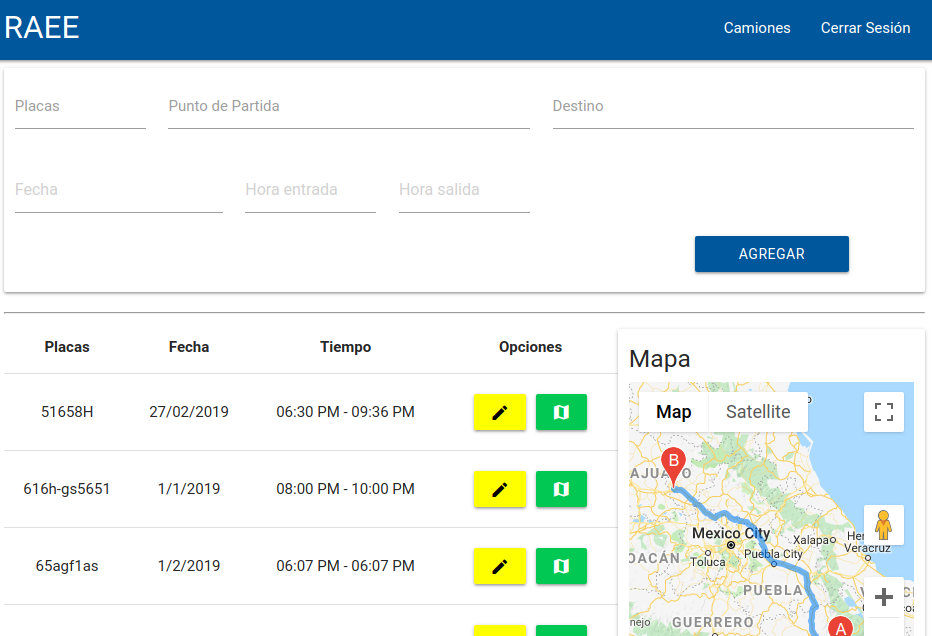 RAEE
Camiones Cerrar Sesión
Placas Punto de Partida Destino
Fecha Hora entrada Hora salida
AGREGAR
Placas Fecha Tiempo Opciones
51658H 27/02/2019 06:30 PM - 09:36 PM
616h-gs5651 1/1/2019 08:00 PM - 10:00 PM
65agf1as 1/2/2019 06:07 PM - 06:07 PM
Mapa
Map Satellite
B
AJUATO
Mexico City
Xalapa
Veracruz
Puebla City
OACÁN
Toluca
PUEBLA
GUERRERO
A